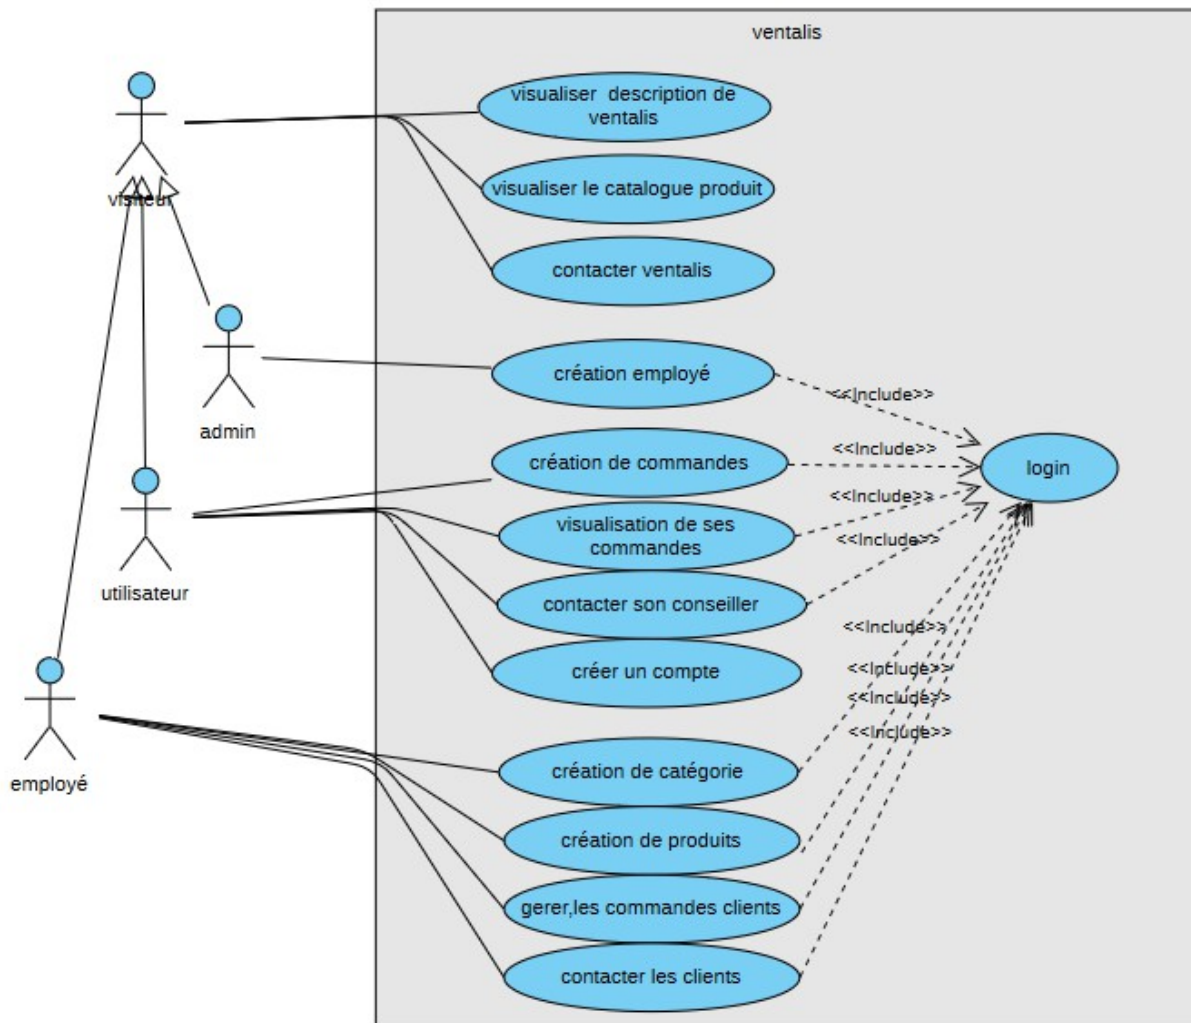 ventalis
visualiser description de
ventalis
visualiser le catalogue produit
visiteur
contacter ventalis
création employé
<<Include>>
admin
création de commandes
<<Include>>
login
<<Include>>
visualisation de ses
commandes
<<Include>>
utilisateur
contacter son conseiller
<<Include>>
créer un compte
<<Include>>
<<Include>>
<<Include>>
employé
création de catégorie
création de produits
gerer,les commandes clients
contacter les clients